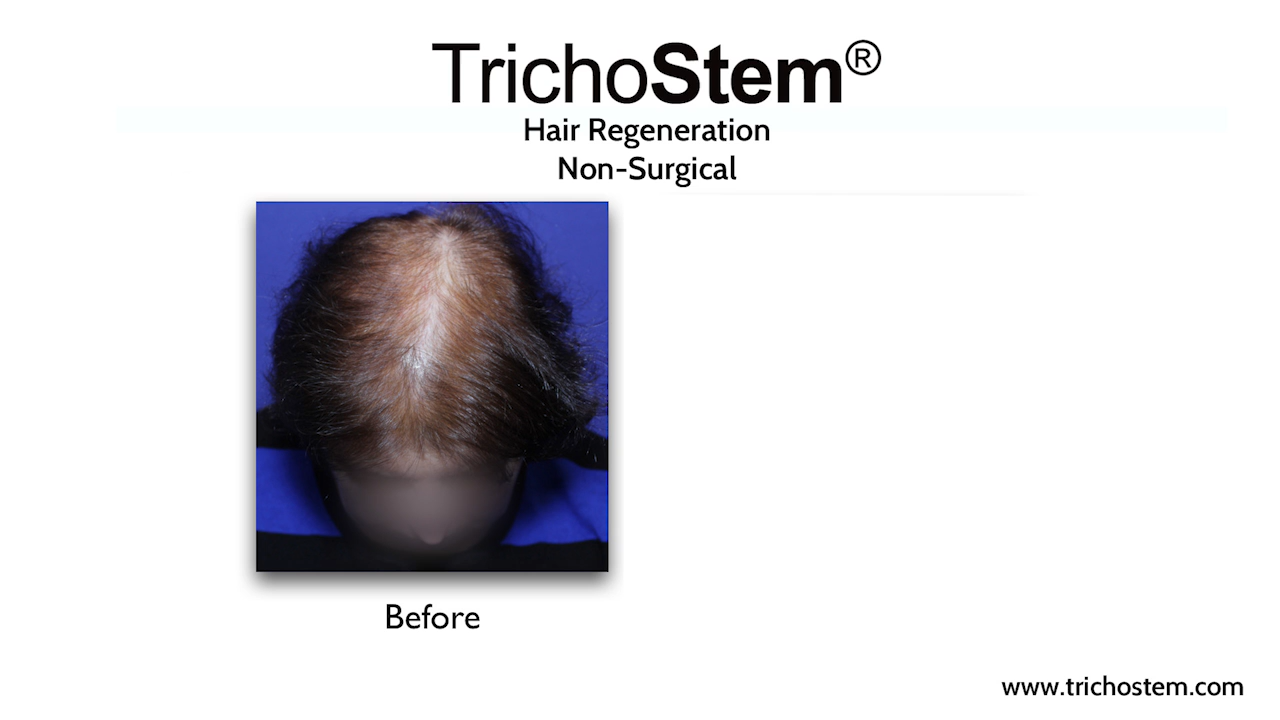 TrichoStem®
Hair Regeneration
Non-Surgical
Before
www.trichostem.com